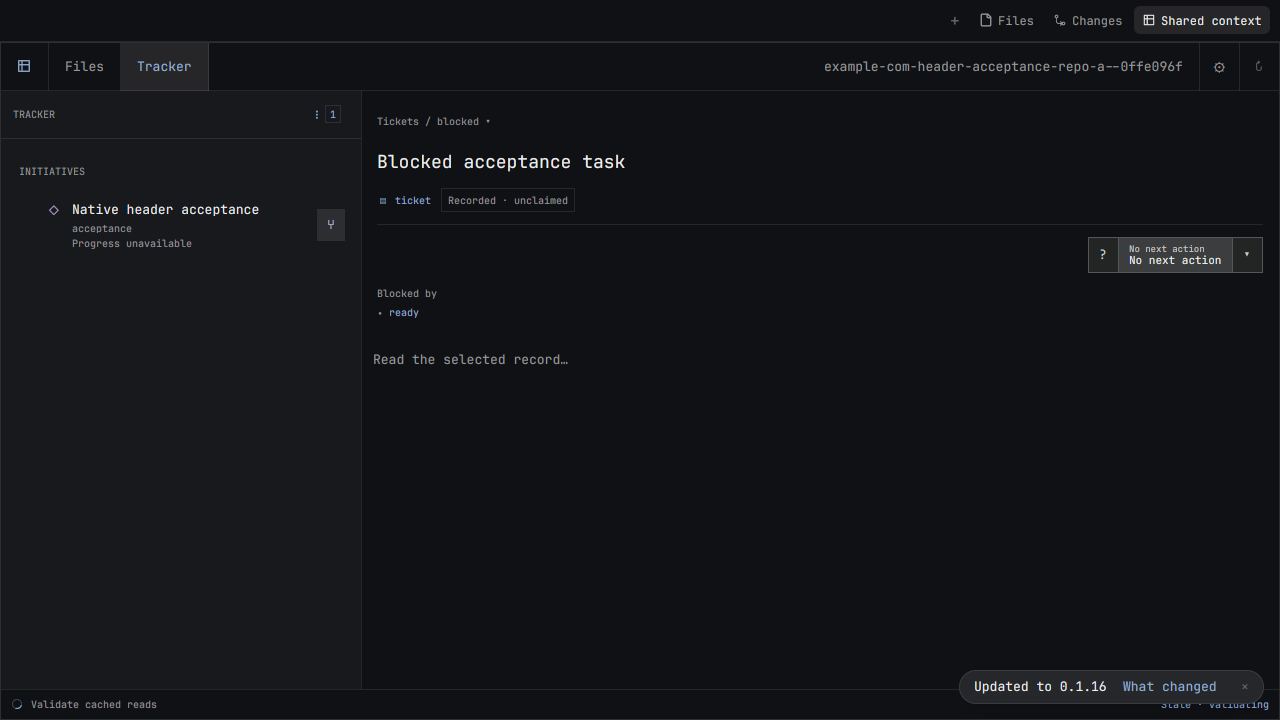 + Files Changes Shared context
Files Tracker example-com-header-acceptance-repo-a--0ffe096f
TRACKER 1
Tickets / blocked
INITIATIVES
Blocked acceptance task
Native header acceptance
acceptance
Progress unavailable
ticket Recorded · unclaimed
? No next action
No next action
Blocked by
• ready
Read the selected record…
Updated to 0.1.16 What changed ×
Validate cached reads
Stale · Validating